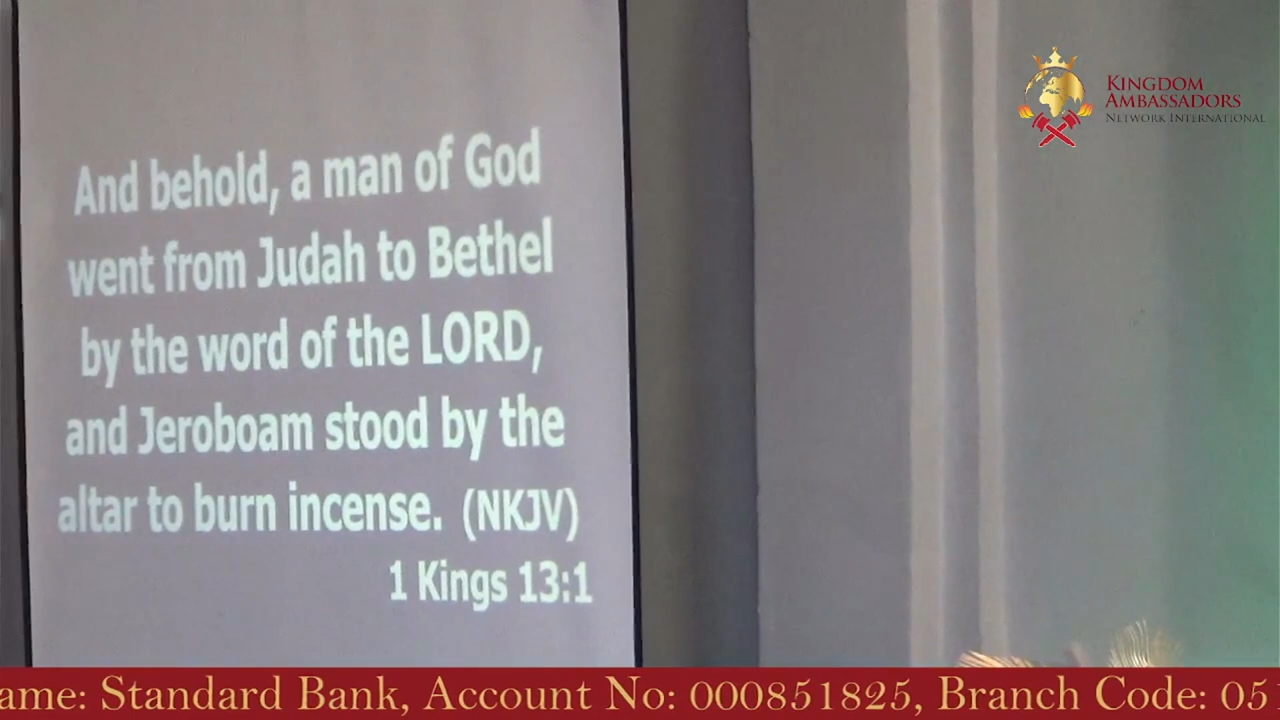 And behold, a man of God
went from Judah to Bethel
by the word of the LORD,
and Jeroboam stood by the
altar to burn incense. (NKJV)
1 Kings 13:1
KINGDOM
AMBASSADORS
NETWORK INTERNATIONAL
ame: Standard Bank, Account No: 000851825, Branch Code: 05